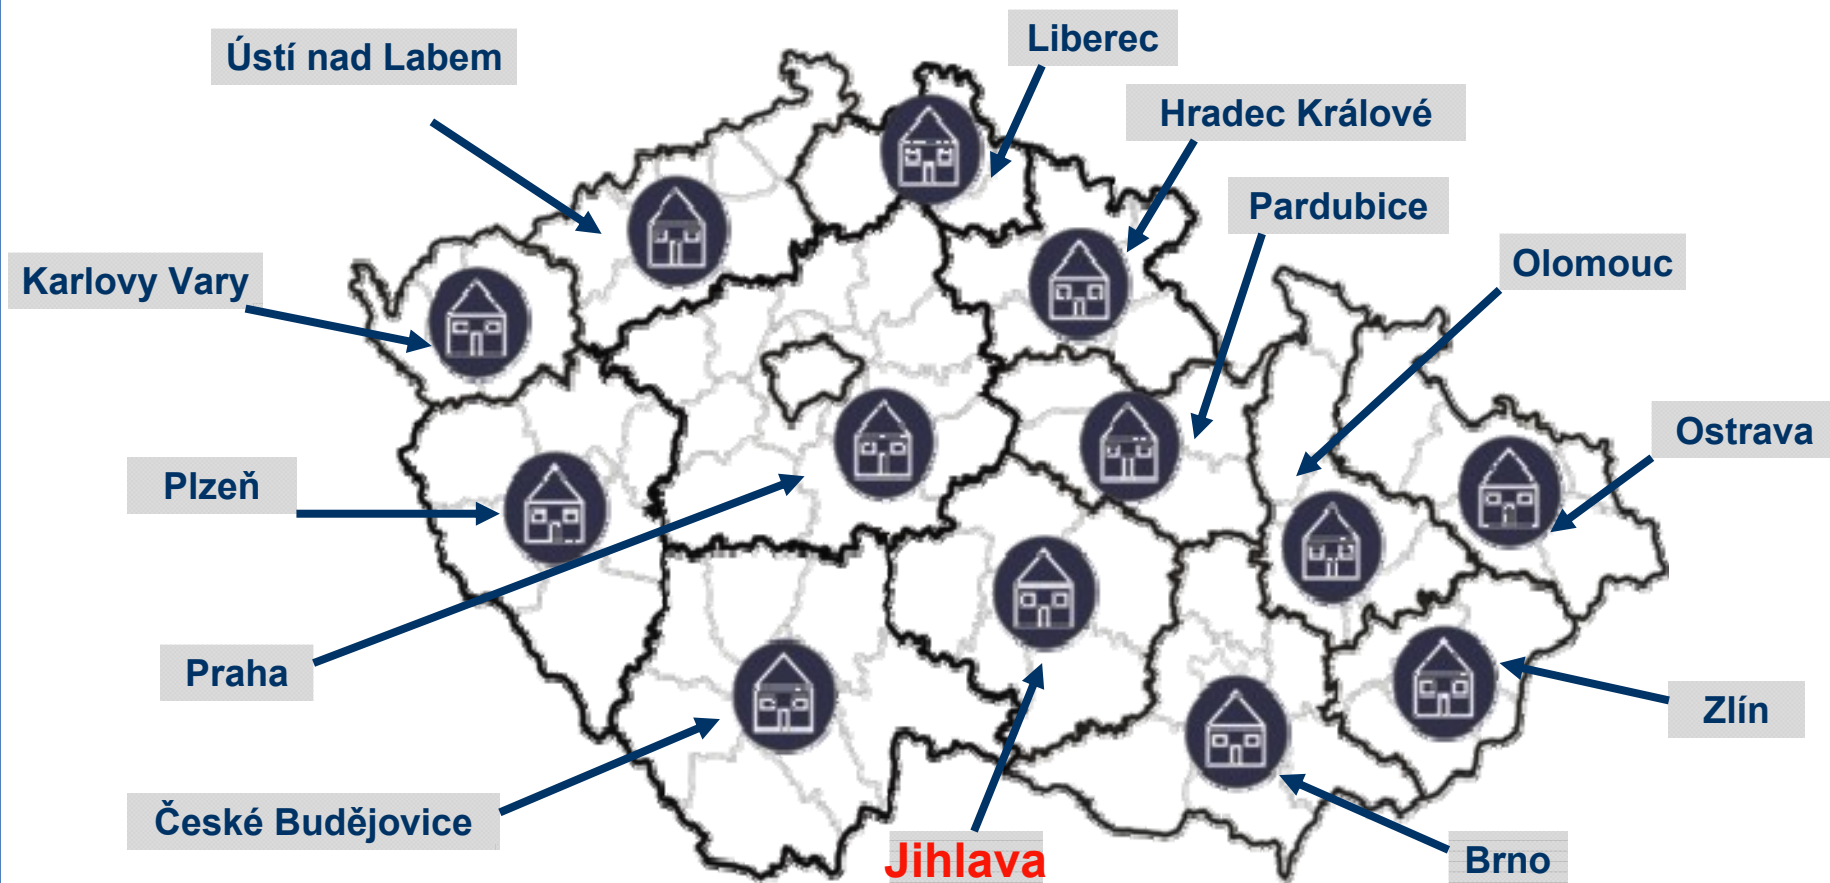 Liberec
Ústí nad Labem
Hradec Králové
Pardubice
Olomouc
Karlovy Vary
Ostrava
Plzeň
Praha
Zlín
České Budějovice
Jihlava
Brno